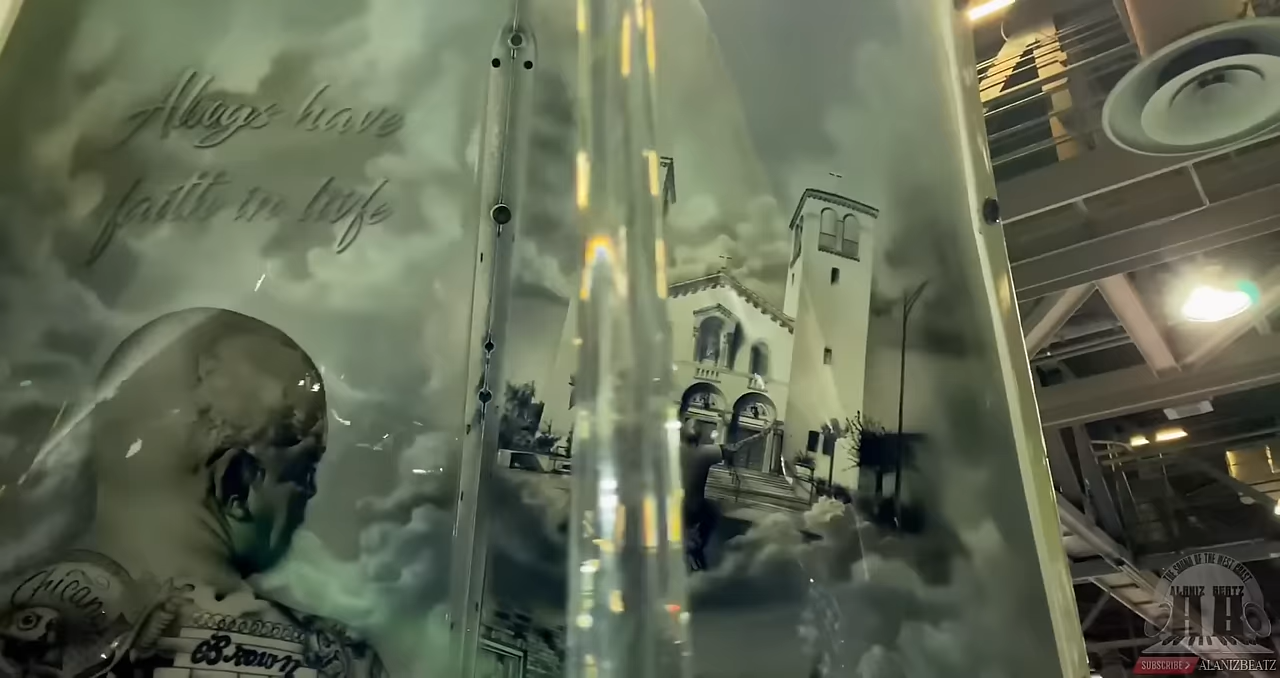 Always have
faith in life
Chicano
Brown
THE SOUND OF THE WEST COAST
ALANIZ BEATZ
SUBSCRIBE
ALANIZBEATZ